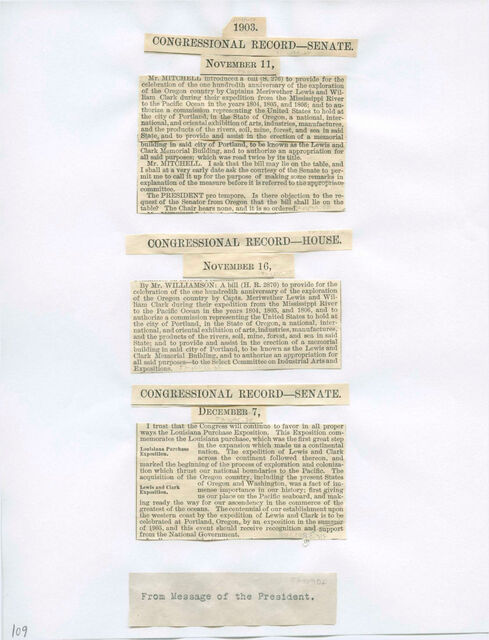 1903.
CONGRESSIONAL RECORD—SENATE.
NOVEMBER 11,
Mr. MITCHELL introduced a bill (S. 276) to provide for the
celebration of the one hundredth anniversary of the exploration
of the Oregon country by Captains Meriwether Lewis and Wil-
liam Clark during their expedition from the Mississippi River
to the Pacific Ocean in the years 1804, 1805, and 1806; and to au-
thorize a commission representing the United States to hold at
the city of Portland, in the State of Oregon, a national, inter-
national, and oriental exhibition of arts, industries, manufactures,
and the products of the rivers, soil, mine, forest, and sea in said
State, and to provide and assist in the erection of a memorial
building in said city of Portland, to be known as the Lewis and
Clark Memorial Building, and to authorize an appropriation for
all said purposes; which was read twice by its title.
Mr. MITCHELL. I ask that the bill may lie on the table, and
I shall at a very early date ask the courtesy of the Senate to per-
mit me to call it up for the purpose of making some remarks in
explanation of the measure before it is referred to the appropriate
committee.
The PRESIDENT pro tempore. Is there objection to the re-
quest of the Senator from Oregon that the bill shall lie on the
table? The Chair hears none, and it is so ordered.
CONGRESSIONAL RECORD—HOUSE.
NOVEMBER 16,
By Mr. WILLIAMSON: A bill (H. R. 2870) to provide for the
celebration of the one hundredth anniversary of the exploration
of the Oregon country by Capts. Meriwether Lewis and Wil-
liam Clark during their expedition from the Mississippi River
to the Pacific Ocean in the years 1804, 1805, and 1806, and to
authorize a commission representing the United States to hold at
the city of Portland, in the State of Oregon, a national, inter-
national, and oriental exhibition of arts, industries, manufactures,
and the products of the rivers, soil, mine, forest, and sea in said
State; and to provide and assist in the erection of a memorial
building in said city of Portland, to be known as the Lewis and
Clark Memorial Building, and to authorize an appropriation for
all said purposes—to the Select Committee on Industrial Arts and
Expositions.
CONGRESSIONAL RECORD—SENATE.
DECEMBER 7,
I trust that the Congress will continue to favor in all proper
ways the Louisiana Purchase Exposition. This Exposition com-
memorates the Louisiana purchase, which was the first great step
in the expansion which made us a continental
Louisiana Purchase
Exposition.
nation. The expedition of Lewis and Clark
across the continent followed thereon, and
marked the beginning of the process of exploration and coloniza-
tion which thrust our national boundaries to the Pacific. The
acquisition of the Oregon country, including the present States
of Oregon and Washington, was a fact of im-
Lewis and Clark
Exposition.
mense importance in our history; first giving
us our place on the Pacific seaboard, and mak-
ing ready the way for our ascendency in the commerce of the
greatest of the oceans. The centennial of our establishment upon
the western coast by the expedition of Lewis and Clark is to be
celebrated at Portland, Oregon, by an exposition in the summer
of 1905, and this event should receive recognition and support
from the National Government.
From Message of the President.
109